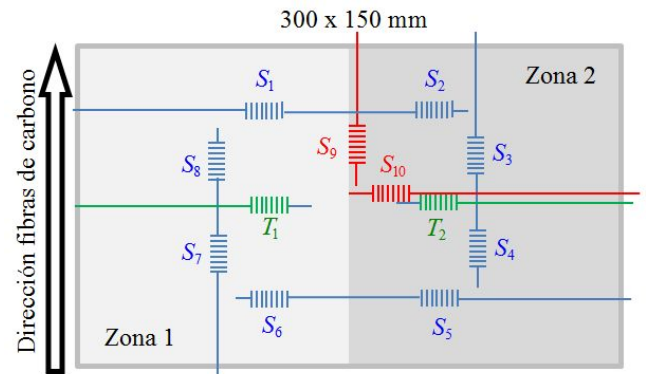 300 x 150 mm
Dirección fibras de carbono
Zona 2
S1
S2
S9
S3
S8
S10
T1
T2
S7
S4
S6
S5
Zona 1